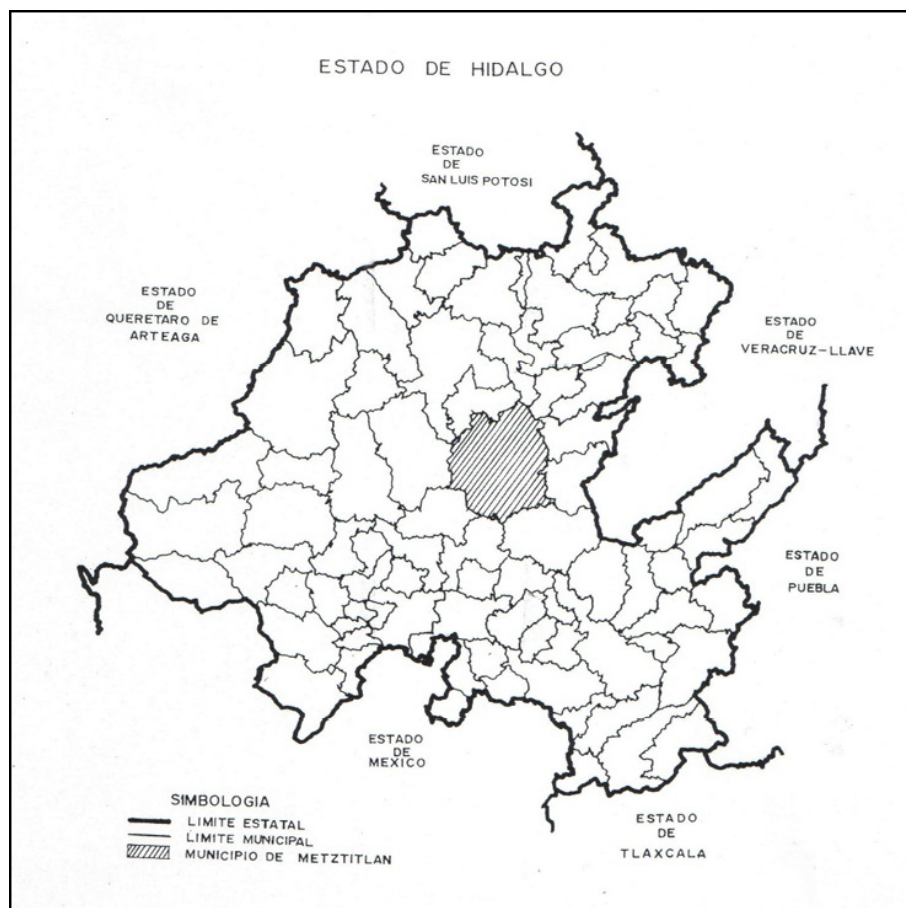 ESTADO DE HIDALGO
ESTADO
DE
SAN LUIS POTOSI
ESTADO
DE
QUERETARO DE
ARTEAGA
ESTADO
DE
VERACRUZ-LLAVE
ESTADO
DE
PUEBLA
ESTADO
DE
MEXICO
ESTADO
DE
TLAXCALA
SIMBOLOGIA
LIMITE ESTATAL
LIMITE MUNICIPAL
MUNICIPIO DE METZTITLAN